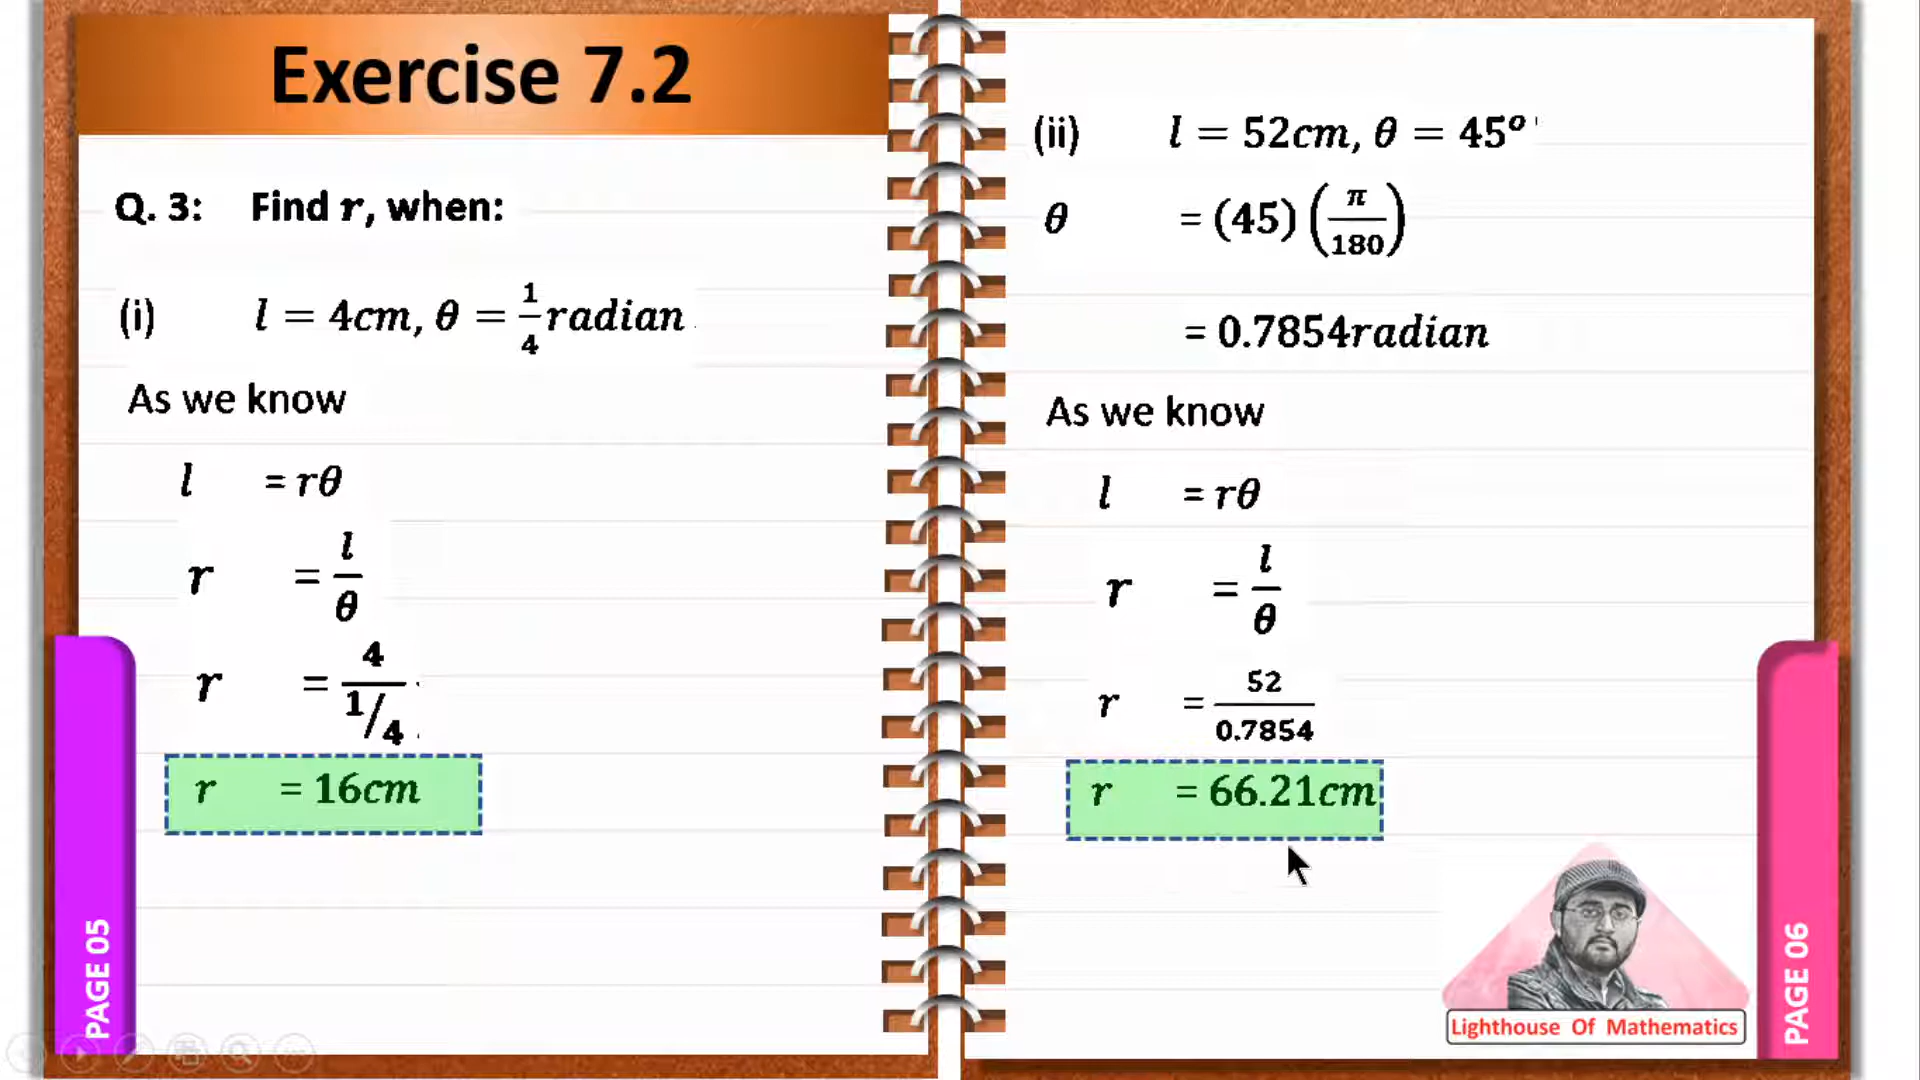 Exercise 7.2
Q. 3: Find r, when:
(i) l = 4cm, θ = 1/4 radian
As we know
l = rθ
r = l/θ
r = 4/(1/4)
r = 16cm
PAGE 05
(ii) l = 52cm, θ = 45°
θ = (45)(π/180)
= 0.7854radian
As we know
l = rθ
r = l/θ
r = 52/0.7854
r = 66.21cm
Lighthouse Of Mathematics
PAGE 06